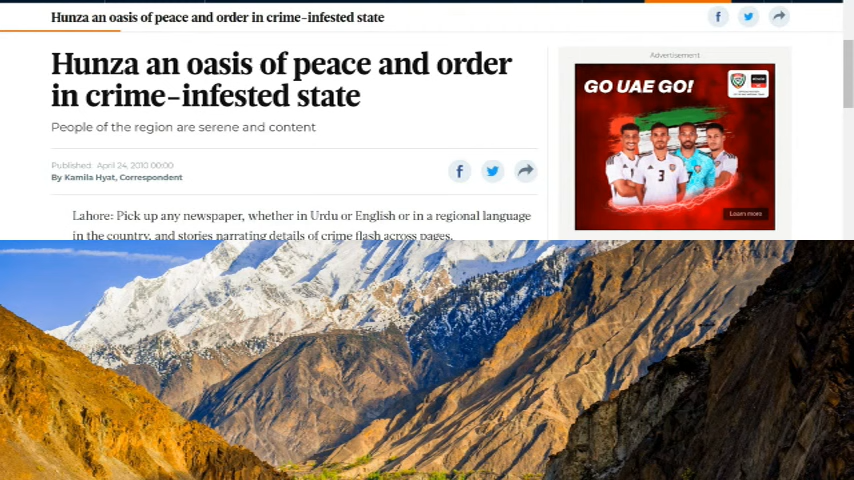 Hunza an oasis of peace and order in crime-infested state
Hunza an oasis of peace and order
in crime-infested state
People of the region are serene and content
Published: April 24, 2010 00:00
By Kamila Hyat, Correspondent
Lahore: Pick up any newspaper, whether in Urdu or English or in a regional language
in the country, and stories narrating details of crime flash across pages.
Advertisement
GO UAE GO!
3
Learn more